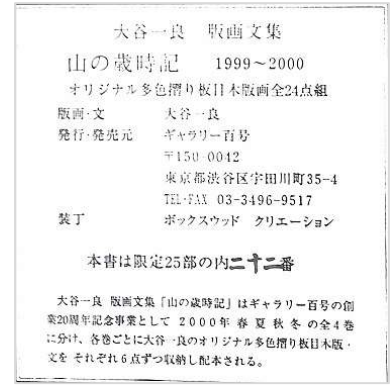 大谷一良 版画文集
山の歳時記 1999~2000
オリジナル多色摺り板目木版画全24点組
版画・文 大谷一良
発行・発売元 ギャラリー百号
〒150-0042
東京都渋谷区宇田川町35-4
TEL・FAX 03-3496-9517
装丁 ボックスウッド クリエーション
本書は限定25部の内二十二番
大谷一良 版画文集「山の歳時記」はギャラリー百号の創
業20周年記念事業として 2000年 春 夏 秋 冬 の全4巻
に分け、各巻ごとに大谷一良のオリジナル多色摺り板目木版・
文を それぞれ6点ずつ収納し配本される。